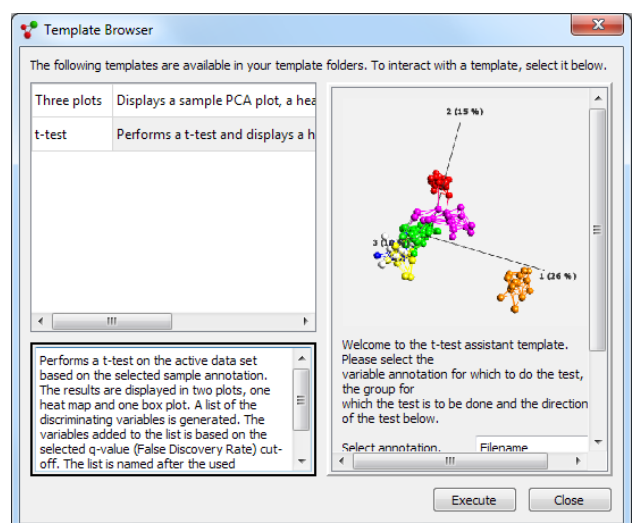 Template Browser
The following templates are available in your template folders. To interact with a template, select it below.
Three plots Displays a sample PCA plot, a hea
t-test Performs a t-test and displays a h
2 (15 %)
1 (26 %)
Welcome to the t-test assistant template.
Please select the
variable annotation for which to do the test,
the group for
which the test is to be done and the direction
of the test below.
Select annotation. Filename
Performs a t-test on the active data set
based on the selected sample annotation.
The results are displayed in two plots, one
heat map and one box plot. A list of the
discriminating variables is generated. The
variables added to the list is based on the
selected q-value (False Discovery Rate) cut-
off. The list is named after the used
Execute Close